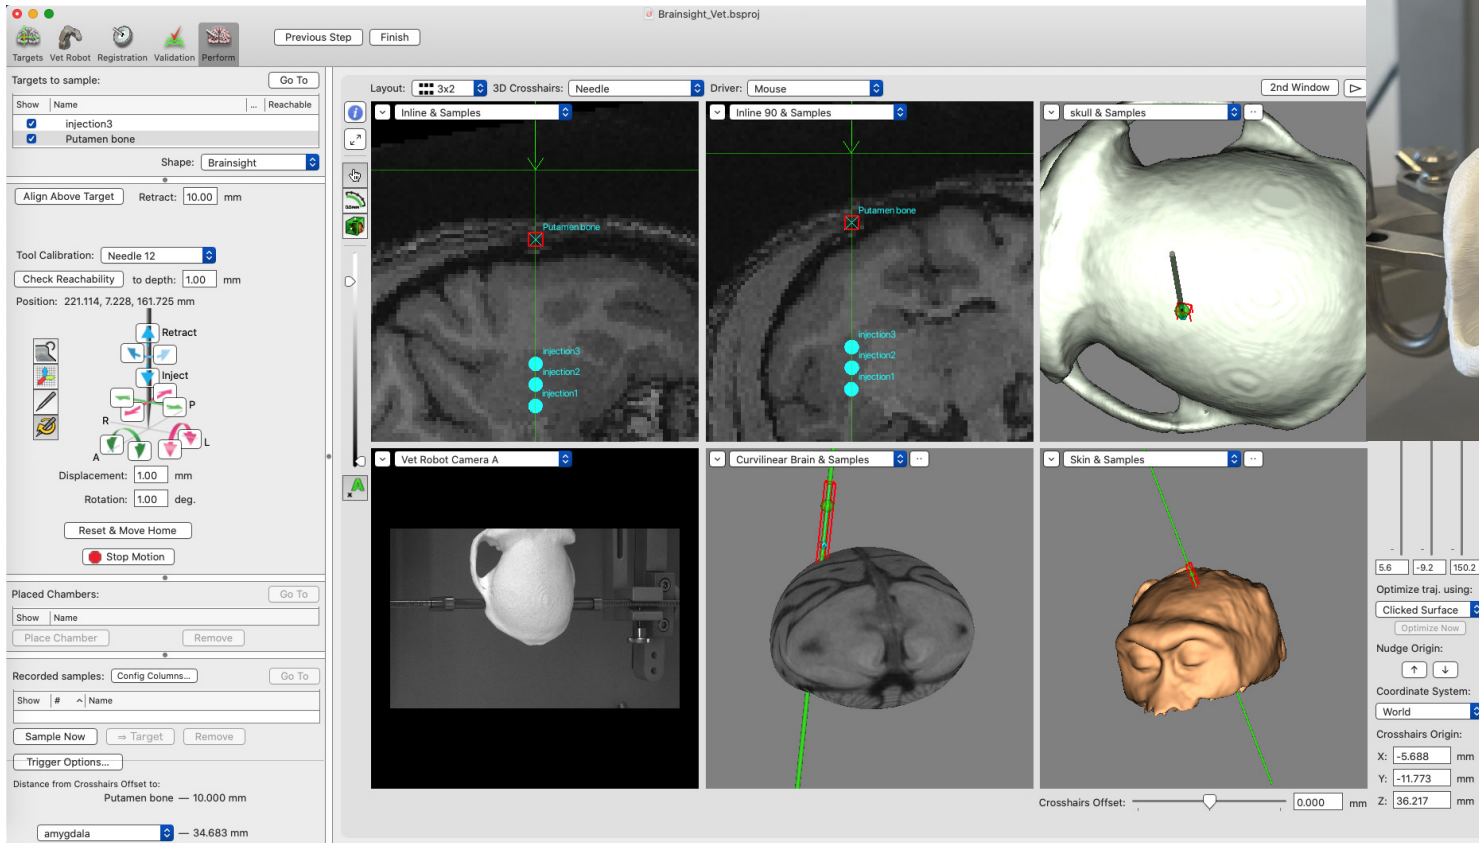 Brainsight_Vet.bsproj
Targets Vet Robot Registration Validation Perform
Previous Step Finish
Targets to sample: Go To
Show Name ... Reachable
injection3
Putamen bone
Shape: Brainsight
Align Above Target Retract: 10.00 mm
Tool Calibration: Needle 12
Check Reachability to depth: 1.00 mm
Position: 221.114, 7.228, 161.725 mm
Retract
Inject
P
R
L
A
Displacement: 1.00 mm
Rotation: 1.00 deg.
Reset & Move Home
Stop Motion
Placed Chambers: Go To
Show Name
Place Chamber Remove
Recorded samples: Config Columns... Go To
Show # Name
Sample Now ⇒ Target Remove
Trigger Options...
Distance from Crosshairs Offset to:
Putamen bone — 10.000 mm
amygdala — 34.683 mm
Layout: 3x2 3D Crosshairs: Needle Driver: Mouse 2nd Window
Inline & Samples
Putamen bone
injection3
injection2
injection1
Inline 90 & Samples
Putamen bone
injection3
injection2
injection1
skull & Samples
Vet Robot Camera A
Curvilinear Brain & Samples
Skin & Samples
Crosshairs Offset: 0.000 mm
5.6 -9.2 150.2
Optimize traj. using:
Clicked Surface
Optimize Now
Nudge Origin:
Coordinate System:
World
Crosshairs Origin:
X: -5.688 mm
Y: -11.773 mm
Z: 36.217 mm